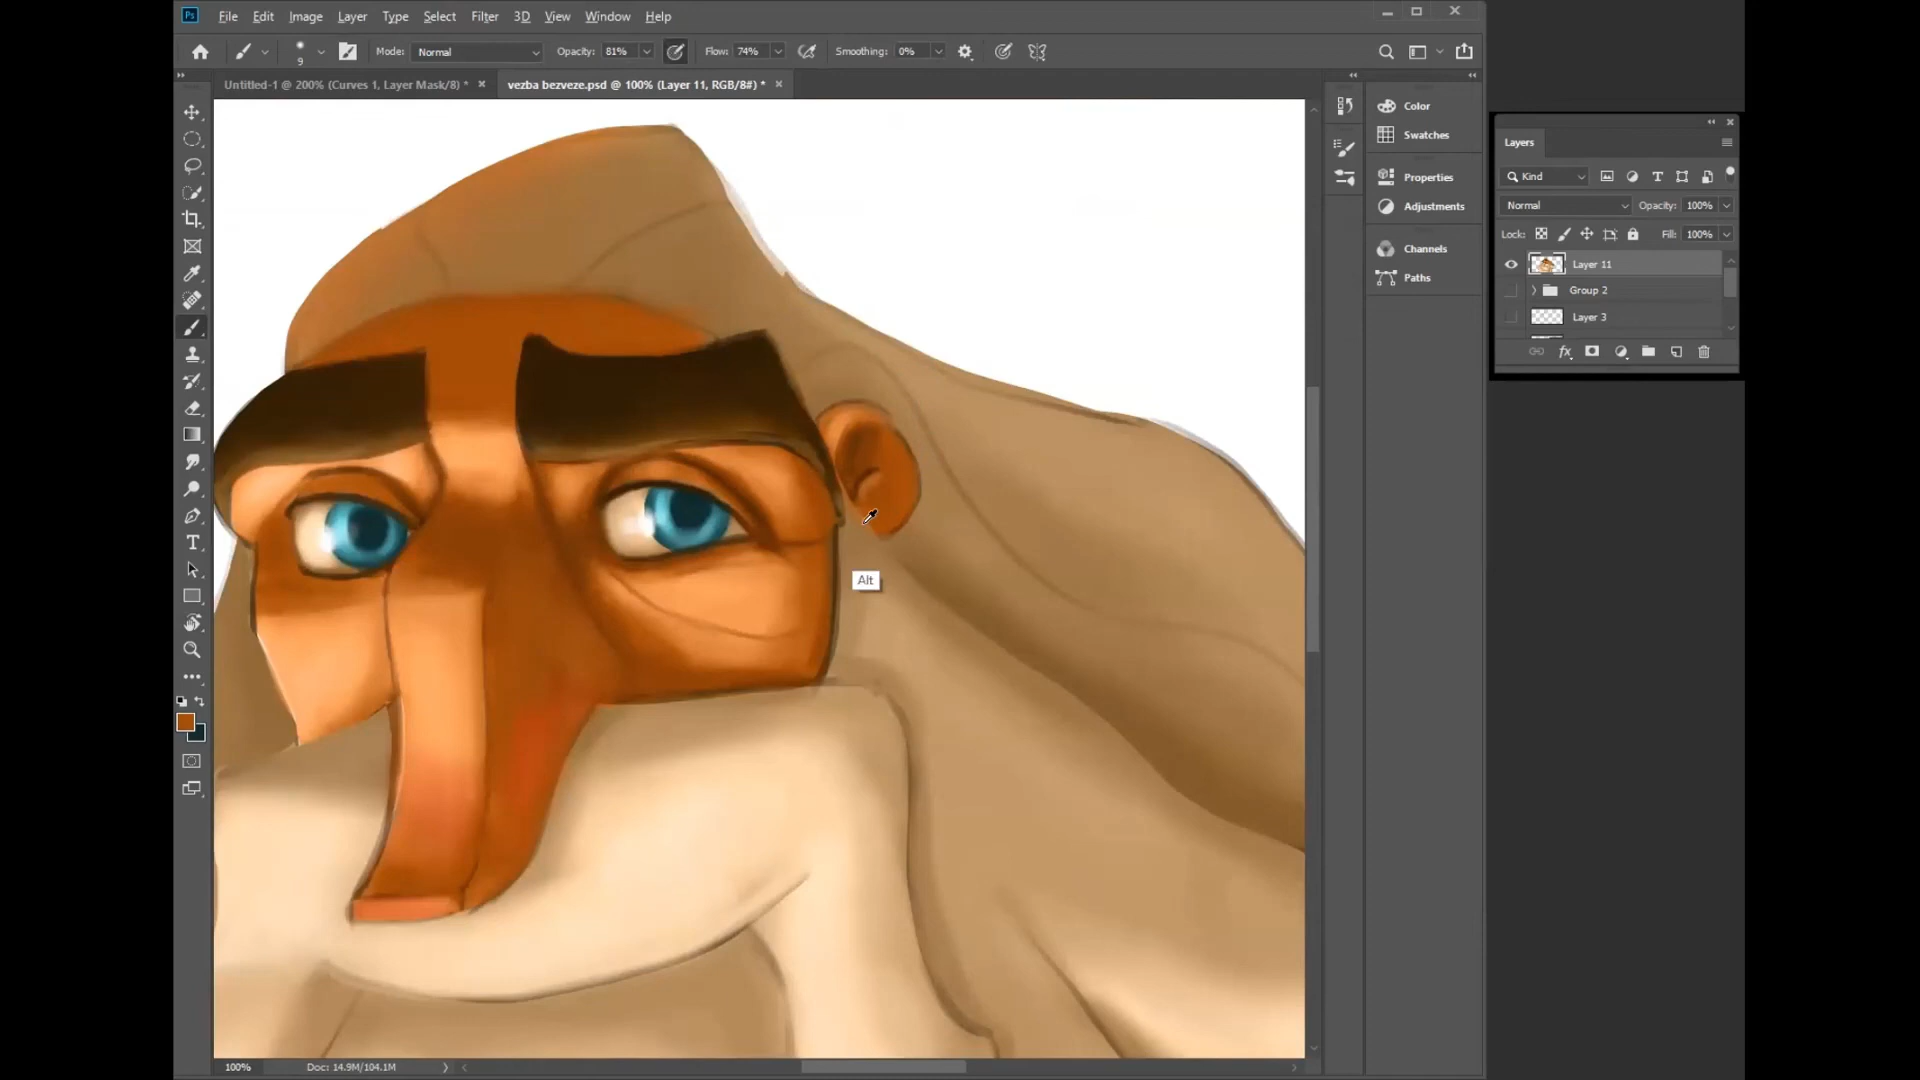 Ps File Edit Image Layer Type Select Filter 3D View Window Help
9 Mode: Normal Opacity: 81% Flow: 74% Smoothing: 0%
Untitled-1 @ 200% (Curves 1, Layer Mask/8) * vezba bezveze.psd @ 100% (Layer 11, RGB/8#) *
Color
Swatches
Properties
Adjustments
Channels
Paths
Layers
Kind
Normal Opacity: 100%
Lock: Fill: 100%
Layer 11
Group 2
Layer 3
fx
Alt
100% Doc: 14.9M/104.1M